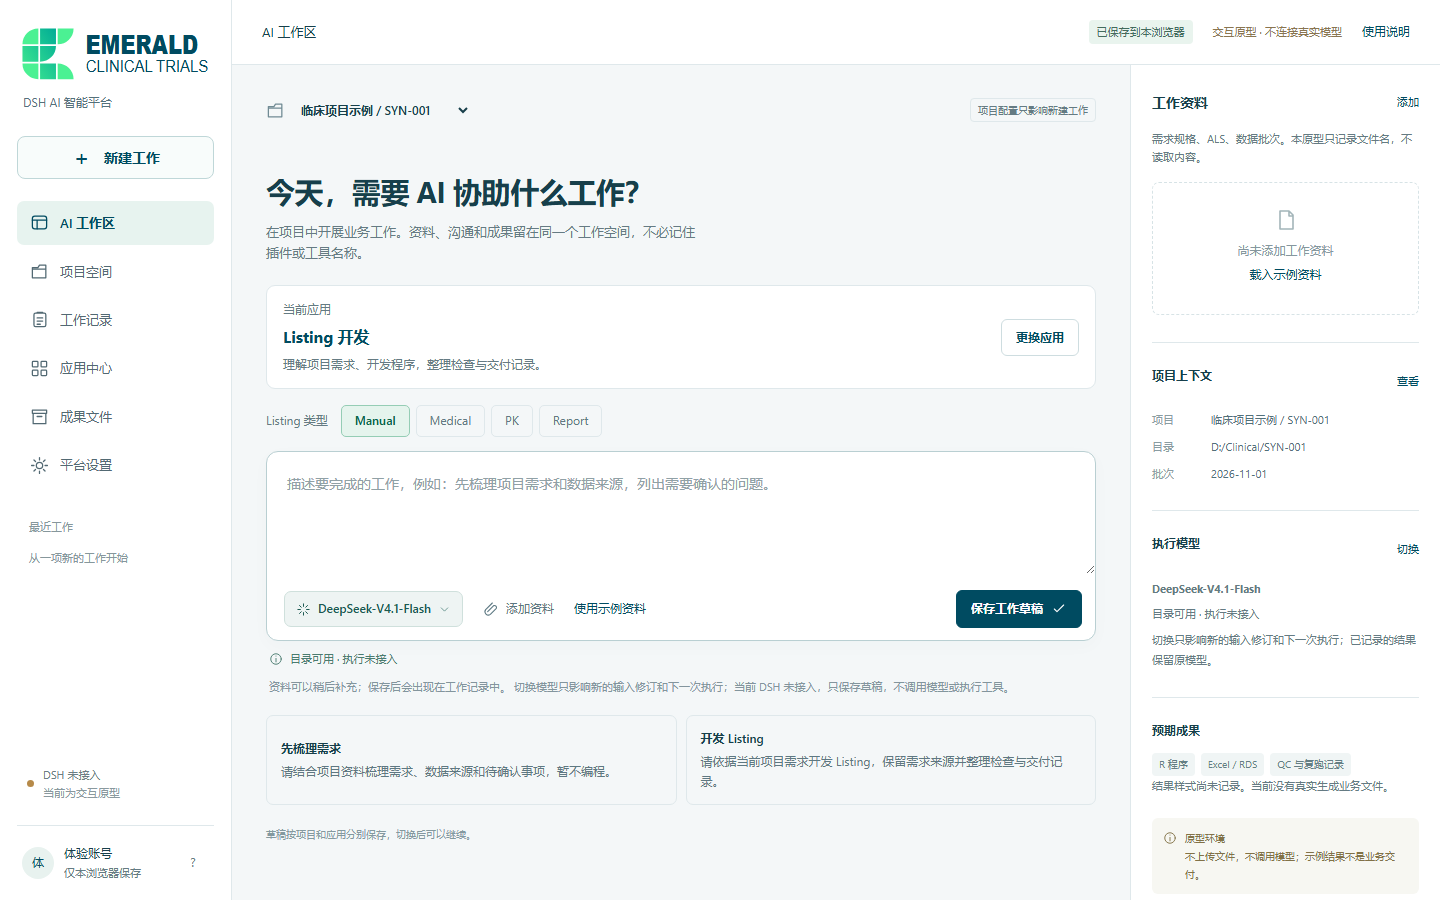 EMERALD
CLINICAL TRIALS
DSH AI 智能平台
+ 新建工作
AI 工作区
项目空间
工作记录
应用中心
成果文件
平台设置
最近工作
从一项新的工作开始
DSH 未接入
当前为交互原型
体
体验账号
仅本浏览器保存
?
AI 工作区
已保存到本浏览器
交互原型 · 不连接真实模型
使用说明
临床项目示例 / SYN-001
项目配置只影响新建工作
今天，需要 AI 协助什么工作？
在项目中开展业务工作。资料、沟通和成果留在同一个工作空间，不必记住
插件或工具名称。
当前应用
Listing 开发
理解项目需求、开发程序，整理检查与交付记录。
更换应用
Listing 类型
Manual
Medical
PK
Report
描述要完成的工作，例如：先梳理项目需求和数据来源，列出需要确认的问题。
DeepSeek-V4.1-Flash
添加资料
使用示例资料
保存工作草稿
目录可用 · 执行未接入
资料可以稍后补充；保存后会出现在工作记录中。 切换模型只影响新的输入修订和下一次执行；当前 DSH 未接入，只保存草稿，不调用模型或执行工具。
先梳理需求
请结合项目资料梳理需求、数据来源和待确认事项，暂不编程。
开发 Listing
请依据当前项目需求开发 Listing，保留需求来源并整理检查与交付记
录。
草稿按项目和应用分别保存，切换后可以继续。
工作资料
添加
需求规格、ALS、数据批次。本原型只记录文件名，不
读取内容。
尚未添加工作资料
载入示例资料
项目上下文
查看
项目 临床项目示例 / SYN-001
目录 D:/Clinical/SYN-001
批次 2026-11-01
执行模型
切换
DeepSeek-V4.1-Flash
目录可用 · 执行未接入
切换只影响新的输入修订和下一次执行；已记录的结果
保留原模型。
预期成果
R 程序
Excel / RDS
QC 与复跑记录
结果样式尚未记录。当前没有真实生成业务文件。
原型环境
不上传文件，不调用模型；示例结果不是业务交
付。